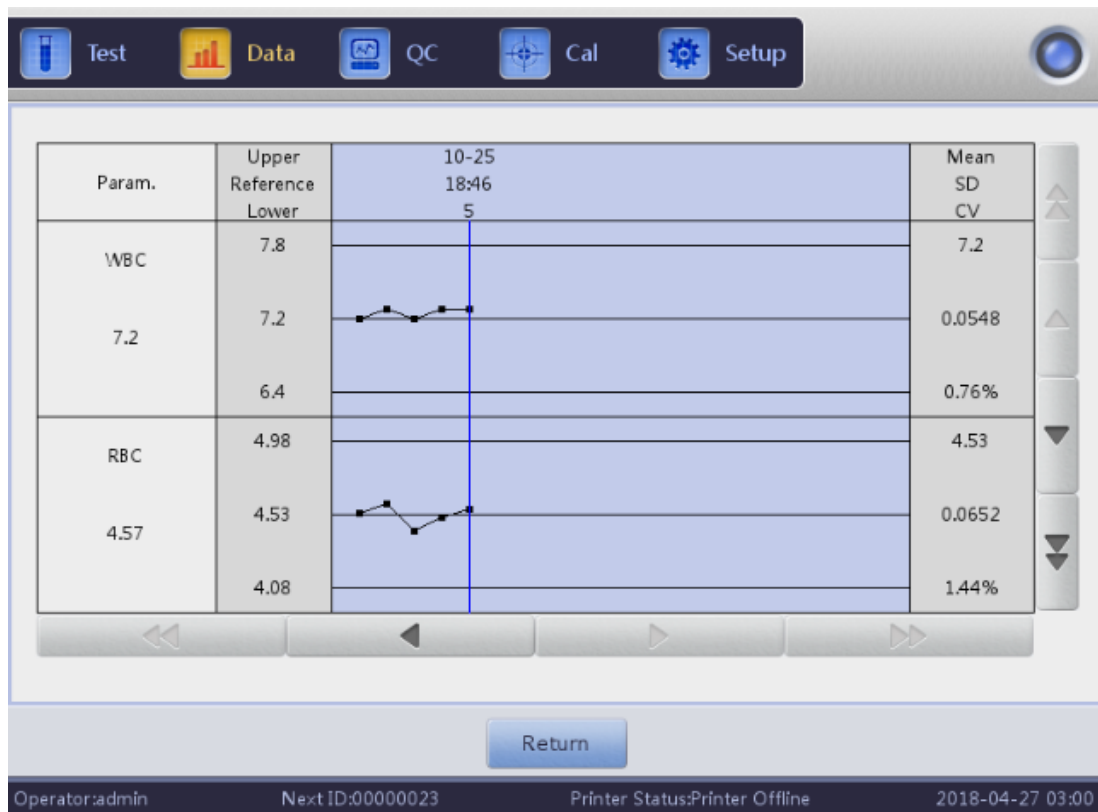 Test Data QC Cal Setup
Param.
Upper
Reference
Lower
10-25
18:46
5
Mean
SD
CV
WBC
7.2
7.8
7.2
6.4
7.2
0.0548
0.76%
RBC
4.57
4.98
4.53
4.08
4.53
0.0652
1.44%
Return
Operator:admin Next ID:00000023 Printer Status:Printer Offline 2018-04-27 03:00